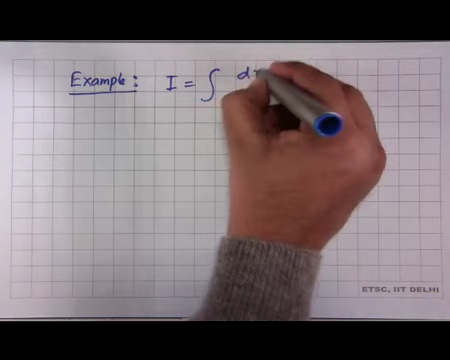 Example: I = ∫ d
ETSC, IIT DELHI